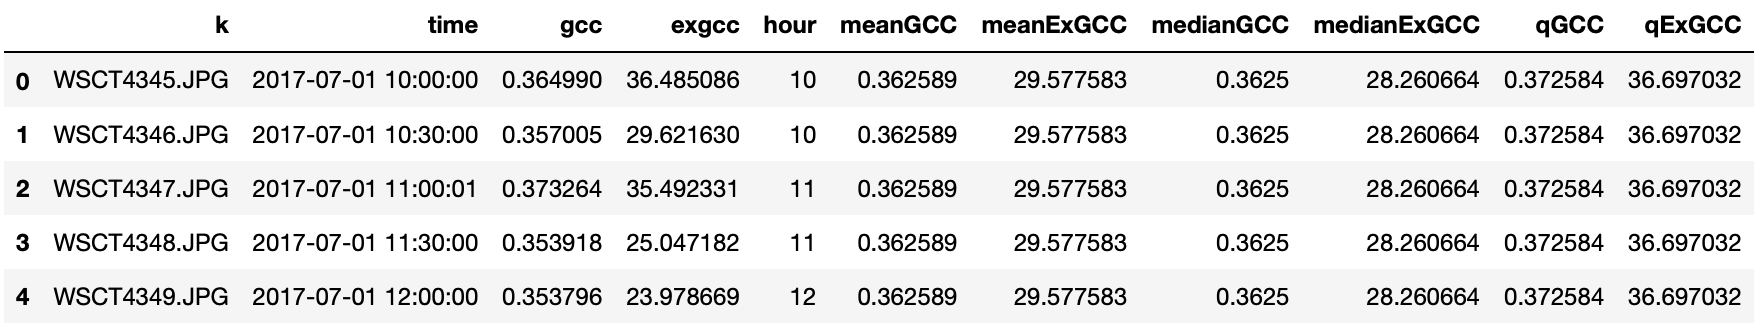 k time gcc exgcc hour meanGCC meanExGCC medianGCC medianExGCC qGCC qExGCC
0 WSCT4345.JPG 2017-07-01 10:00:00 0.364990 36.485086 10 0.362589 29.577583 0.3625 28.260664 0.372584 36.697032
1 WSCT4346.JPG 2017-07-01 10:30:00 0.357005 29.621630 10 0.362589 29.577583 0.3625 28.260664 0.372584 36.697032
2 WSCT4347.JPG 2017-07-01 11:00:01 0.373264 35.492331 11 0.362589 29.577583 0.3625 28.260664 0.372584 36.697032
3 WSCT4348.JPG 2017-07-01 11:30:00 0.353918 25.047182 11 0.362589 29.577583 0.3625 28.260664 0.372584 36.697032
4 WSCT4349.JPG 2017-07-01 12:00:00 0.353796 23.978669 12 0.362589 29.577583 0.3625 28.260664 0.372584 36.697032